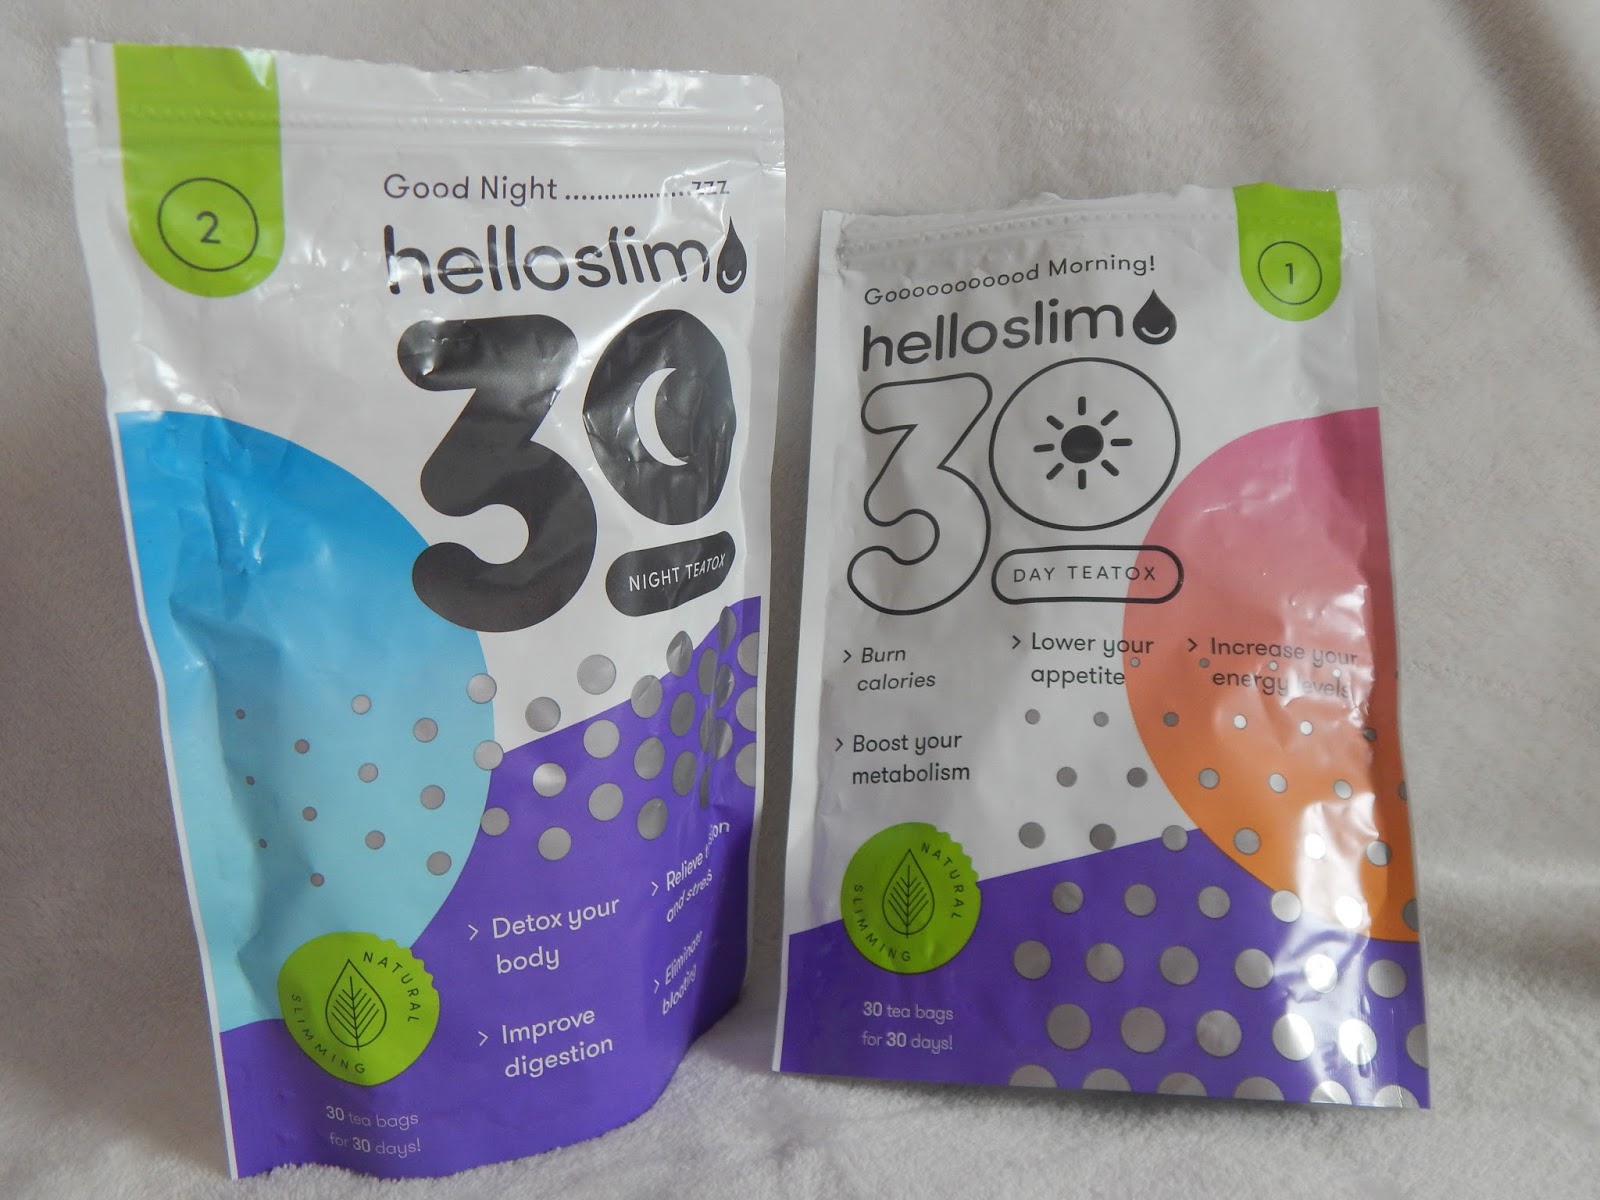 2
Good Night ..................zzz
helloslim
30
NIGHT TEATOX
Relieve tension
and stress
Detox your
body
Eliminate
bloating
Improve
digestion
NATURAL
SLIMMING
30 tea bags
for 30 days!
1
Gooooooooood Morning!
helloslim
30
DAY TEATOX
Burn
calories
Lower your
appetite
Increase your
energy levels
Boost your
metabolism
NATURAL
SLIMMING
30 tea bags
for 30 days!